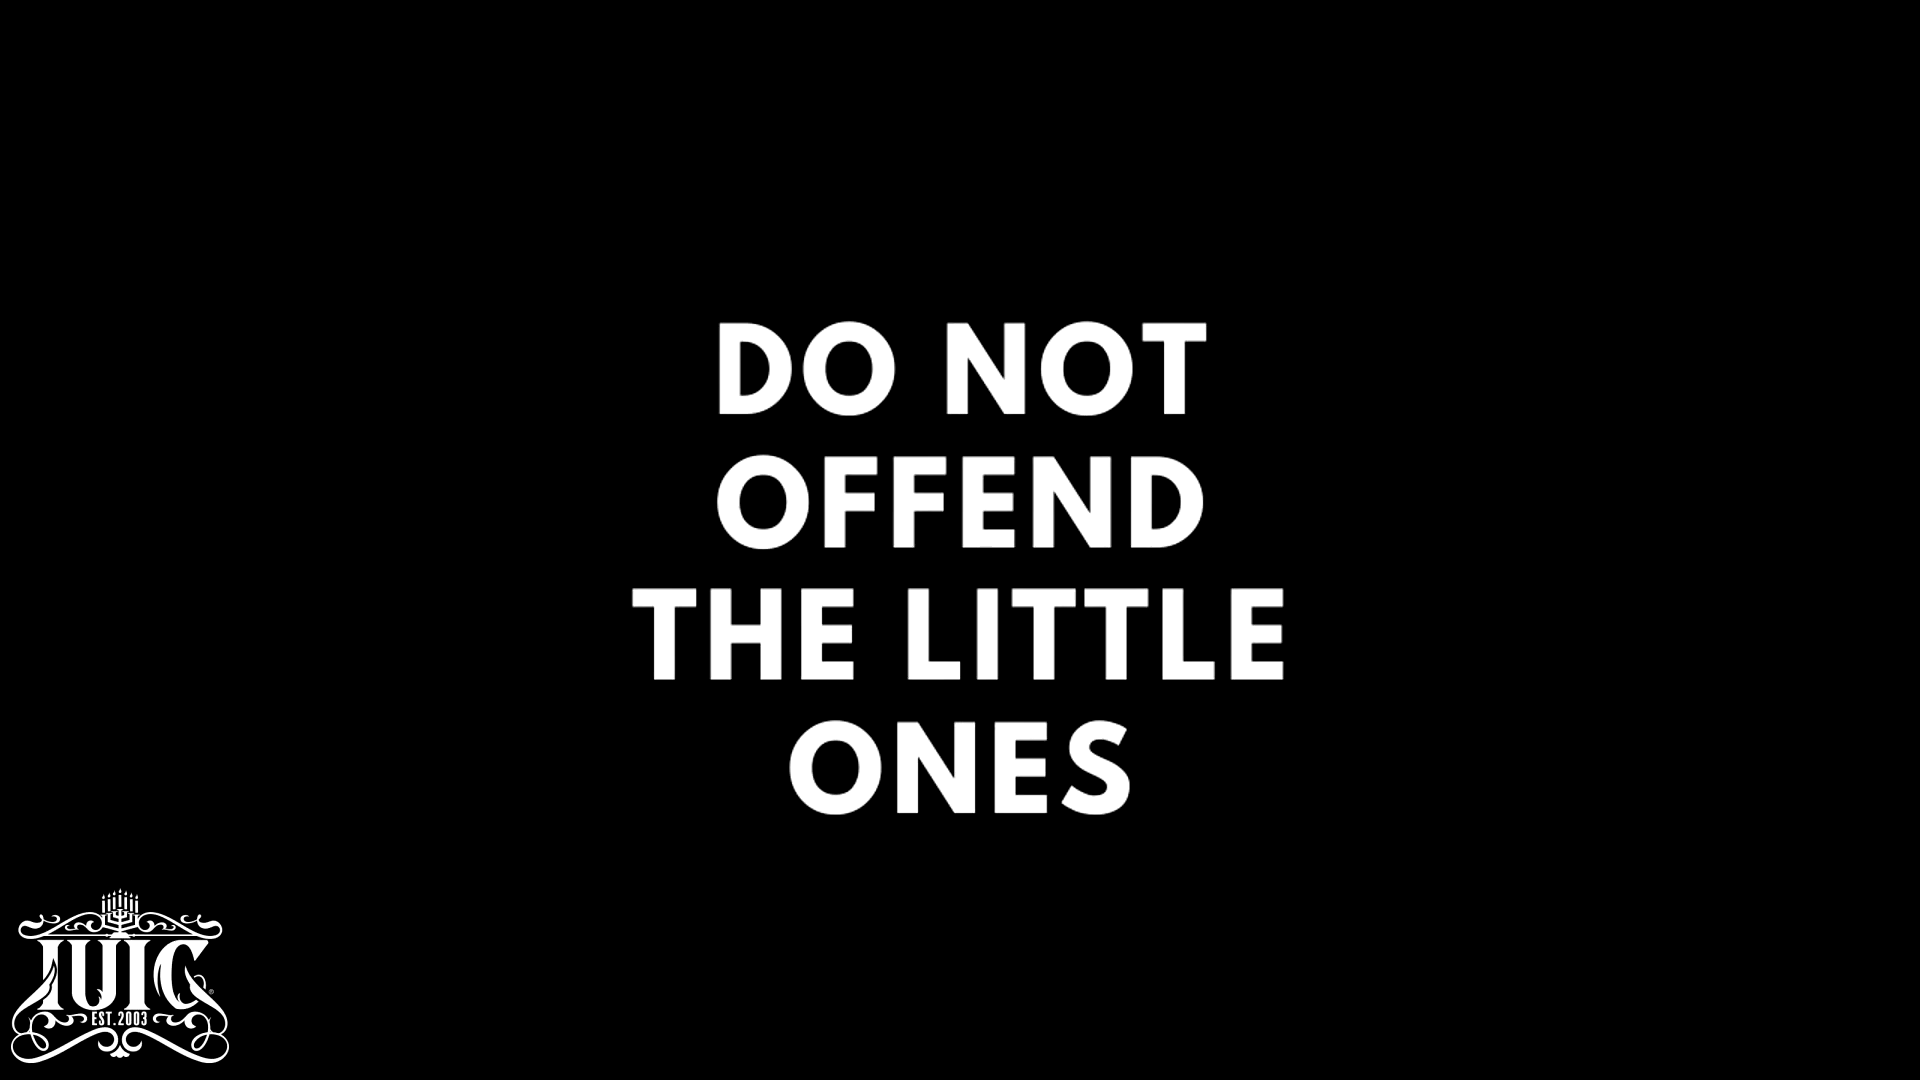 DO NOT
OFFEND
THE LITTLE
ONES
IUIC
EST.2003